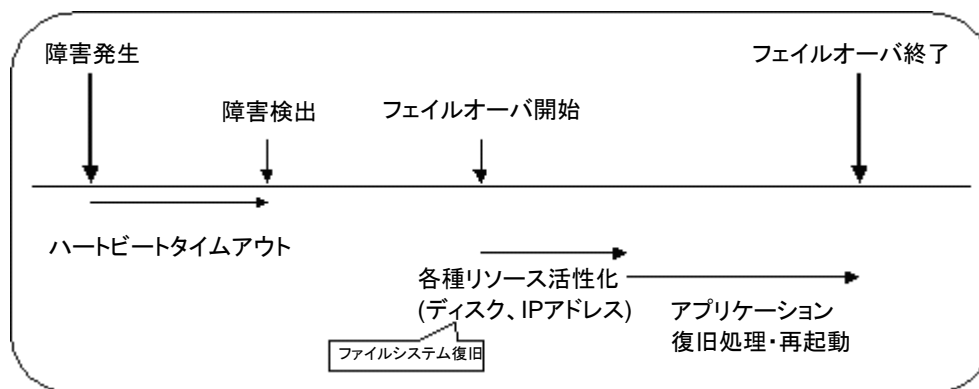 障害発生
フェイルオーバ終了
障害検出
フェイルオーバ開始
ハートビートタイムアウト
各種リソース活性化
(ディスク、IPアドレス)
アプリケーション
復旧処理・再起動
ファイルシステム復旧